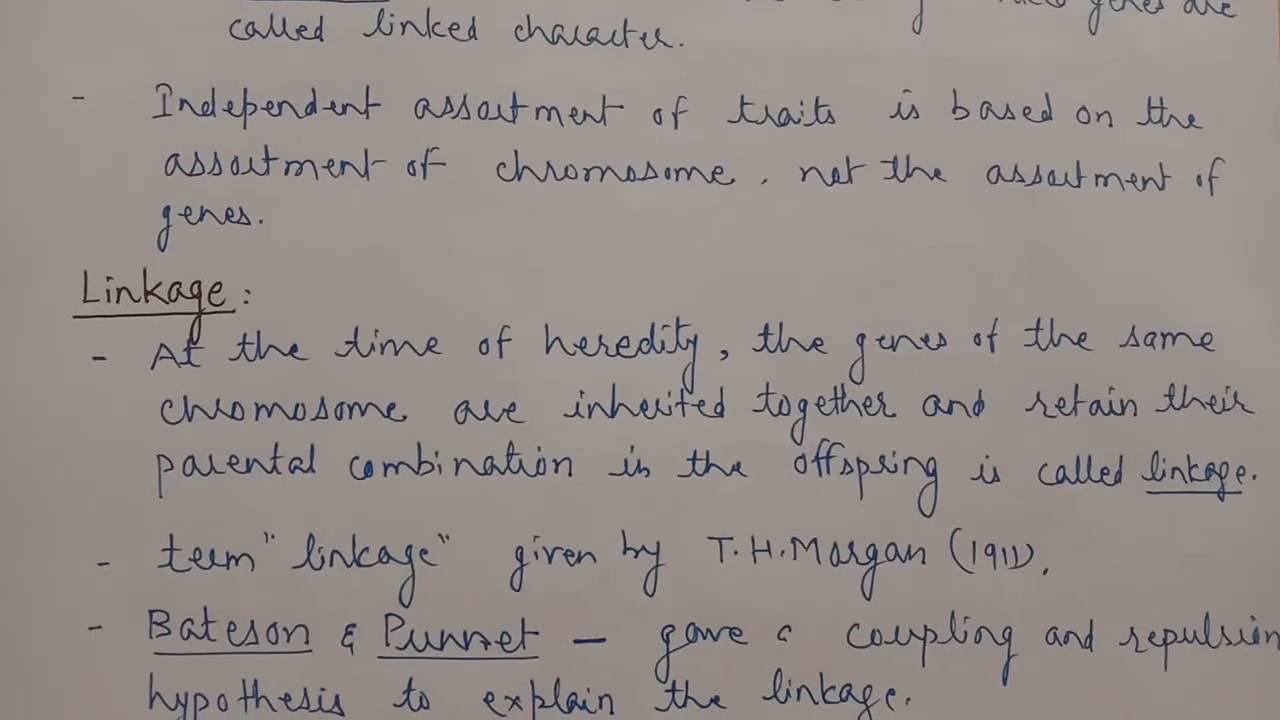 genes are
called linked character.
- Independent assortment of traits is based on the
assortment of chromosome, not the assortment of
genes.
Linkage:
- At the time of heredity, the genes of the same
chromosome are inherited together and retain their
parental combination in the offspring is called linkage.
- term "linkage" given by T.H.Morgan (1911).
- Bateson & Punnet — gave a coupling and repulsion
hypothesis to explain the linkage.